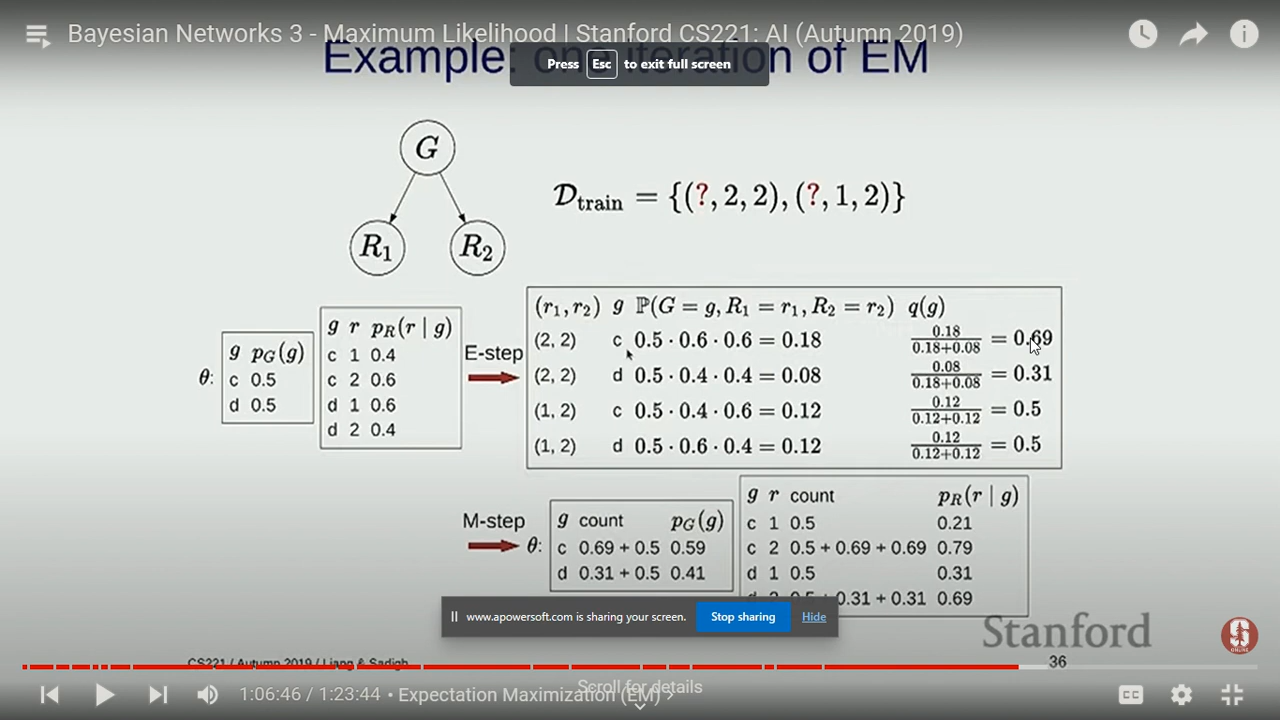 Bayesian Networks 3 - Maximum Likelihood | Stanford CS221: AI (Autumn 2019)
Example: one iteration of EM
Press Esc to exit full screen
G
R₁ R₂
𝒟train = {(?, 2, 2), (?, 1, 2)}
θ:
g pG(g)
c 0.5
d 0.5
g r pR(r | g)
c 1 0.4
c 2 0.6
d 1 0.6
d 2 0.4
E-step
(r₁, r₂) g ℙ(G = g, R₁ = r₁, R₂ = r₂) q(g)
(2, 2) c 0.5 · 0.6 · 0.6 = 0.18 0.18/0.18+0.08 = 0.69
(2, 2) d 0.5 · 0.4 · 0.4 = 0.08 0.08/0.18+0.08 = 0.31
(1, 2) c 0.5 · 0.4 · 0.6 = 0.12 0.12/0.12+0.12 = 0.5
(1, 2) d 0.5 · 0.6 · 0.4 = 0.12 0.12/0.12+0.12 = 0.5
M-step
θ:
g count pG(g)
c 0.69 + 0.5 0.59
d 0.31 + 0.5 0.41
g r count pR(r | g)
c 1 0.5 0.21
c 2 0.5 + 0.69 + 0.69 0.79
d 1 0.5 0.31
d 2 0.5 + 0.31 + 0.31 0.69
www.apowersoft.com is sharing your screen. Stop sharing Hide
Stanford
S
ONLINE
CS221 / Autumn 2019 / Liang & Sadigh
36
1:06:46 / 1:23:44 • Expectation Maximization (EM) >
Scroll for details
CC